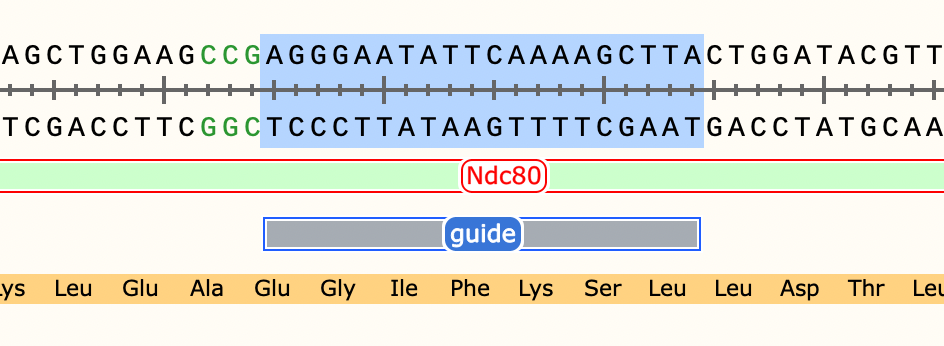 AGCTGGAAGCCGAGGGAATATTCAAAAGCTTACTGGATACGTT
TCGACCTTCGGCTCCCTTATAAGTTTTCGAATGACCTATGCAA
Ndc80
guide
Lys Leu Glu Ala Glu Gly Ile Phe Lys Ser Leu Leu Asp Thr Leu